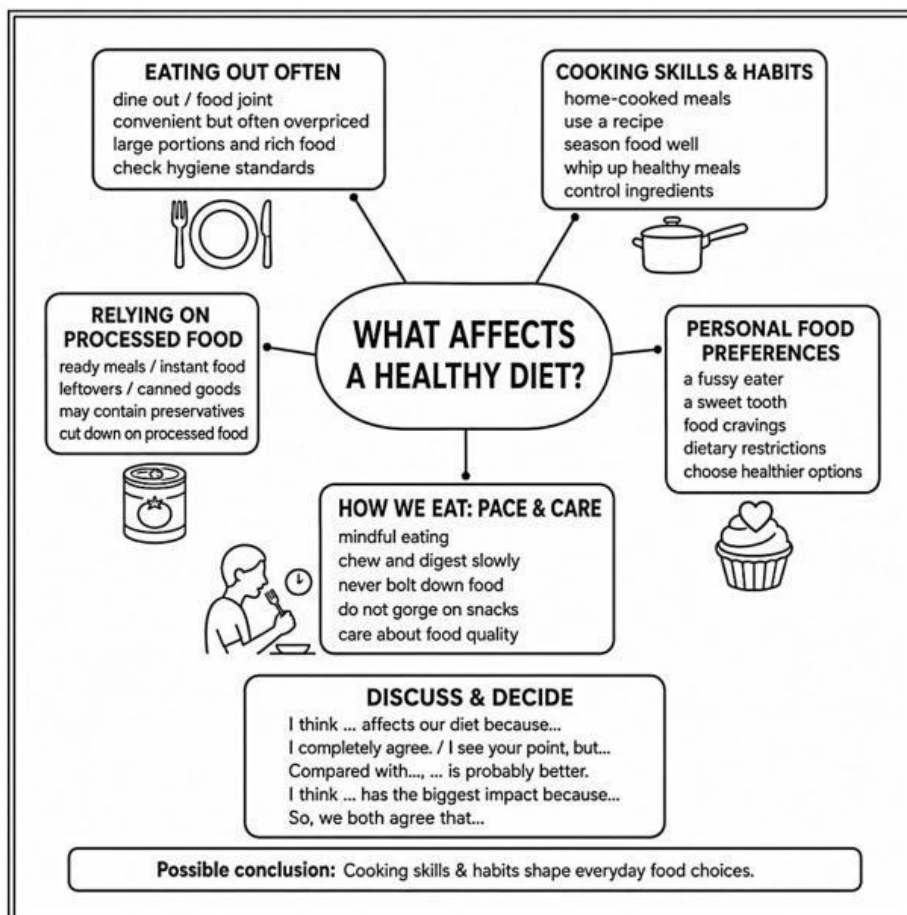 EATING OUT OFTEN
dine out / food joint
convenient but often overpriced
large portions and rich food
check hygiene standards
COOKING SKILLS & HABITS
home-cooked meals
use a recipe
season food well
whip up healthy meals
control ingredients
WHAT AFFECTS
A HEALTHY DIET?
RELYING ON
PROCESSED FOOD
ready meals / instant food
leftovers / canned goods
may contain preservatives
cut down on processed food
PERSONAL FOOD
PREFERENCES
a fussy eater
a sweet tooth
food cravings
dietary restrictions
choose healthier options
HOW WE EAT: PACE & CARE
mindful eating
chew and digest slowly
never bolt down food
do not gorge on snacks
care about food quality
DISCUSS & DECIDE
I think ... affects our diet because...
I completely agree. / I see your point, but...
Compared with..., ... is probably better.
I think ... has the biggest impact because...
So, we both agree that...
Possible conclusion: Cooking skills & habits shape everyday food choices.